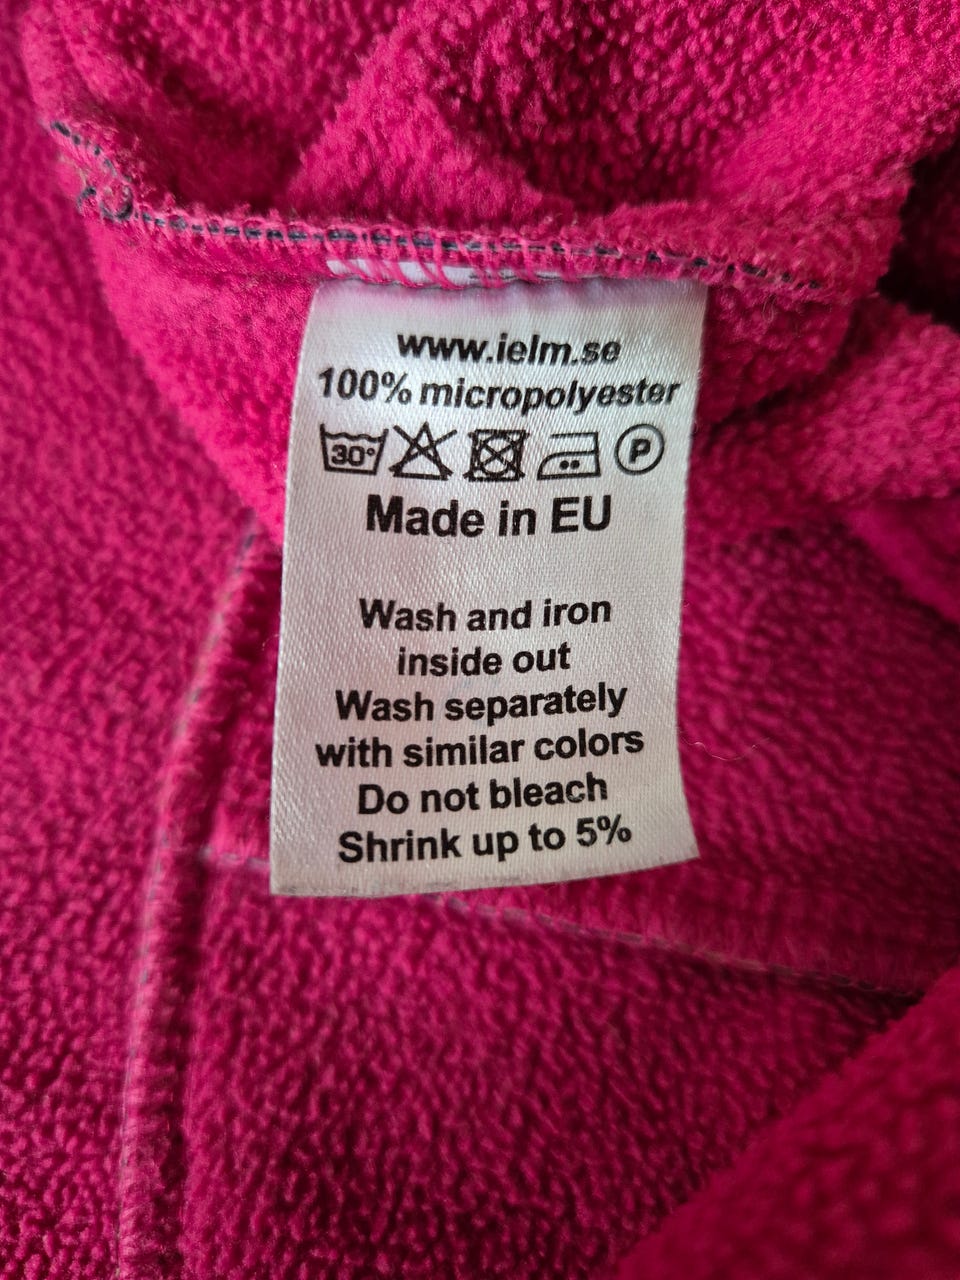 www.ielm.se
100% micropolyester
30° P
Made in EU
Wash and iron
inside out
Wash separately
with similar colors
Do not bleach
Shrink up to 5%